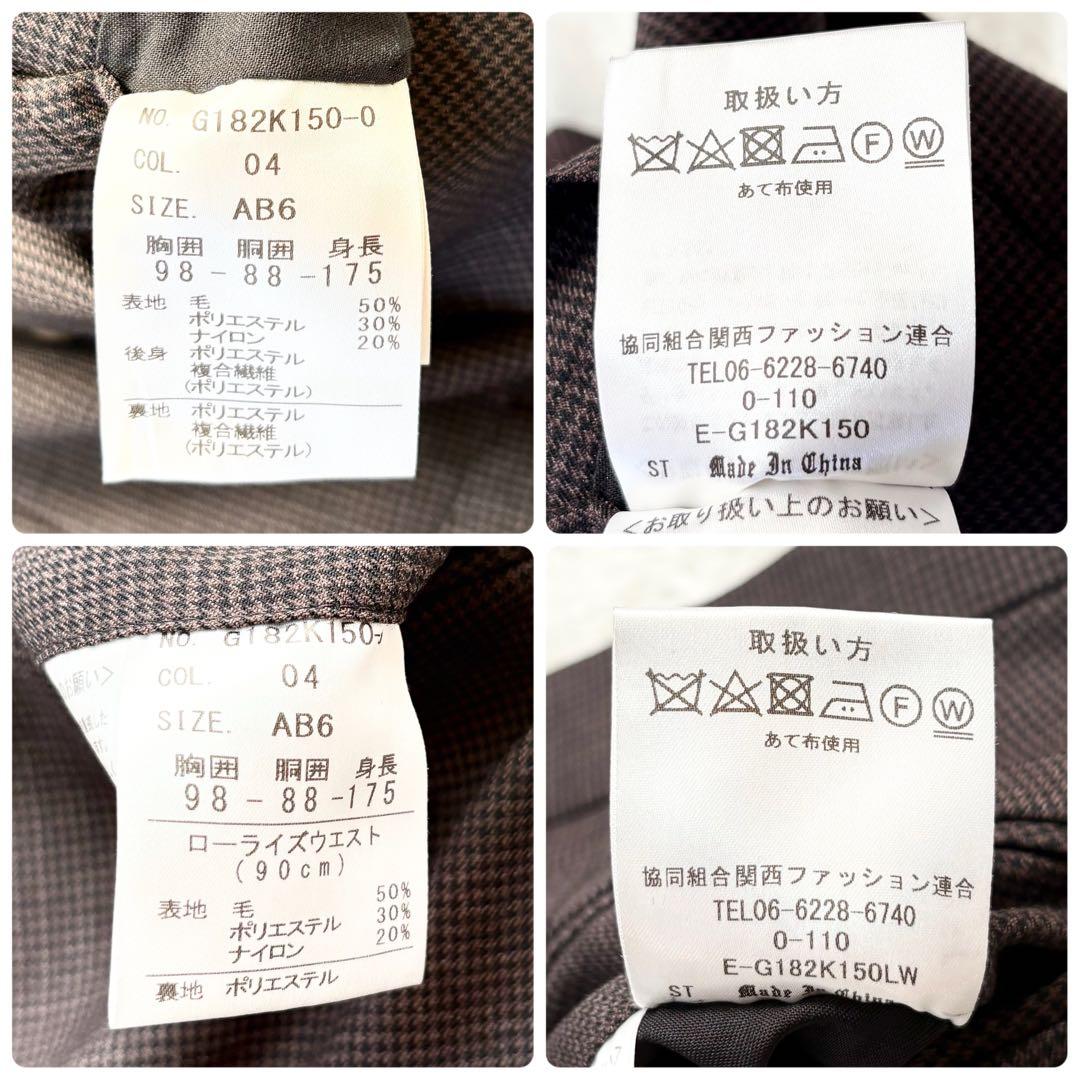 NO. G182K150-0
COL. 04
SIZE. AB6
胸囲 胴囲 身長
98-88-175
表地 毛 50%
ポリエステル 30%
ナイロン 20%
後身 ポリエステル
複合繊維
(ポリエステル)
裏地 ポリエステル
複合繊維
(ポリエステル)
取扱い方
F W
あて布使用
協同組合関西ファッション連合
TEL06-6228-6740
0-110
E-G182K150
ST Made In China
<お取り扱い上のお願い>
NO. G182K150-
COL. 04
SIZE. AB6
胸囲 胴囲 身長
98-88-175
ローライズウエスト
(90cm)
表地 毛 50%
ポリエステル 30%
ナイロン 20%
裏地 ポリエステル
お願い>
取扱い方
F W
あて布使用
協同組合関西ファッション連合
TEL06-6228-6740
0-110
E-G182K150LW
ST Made In China